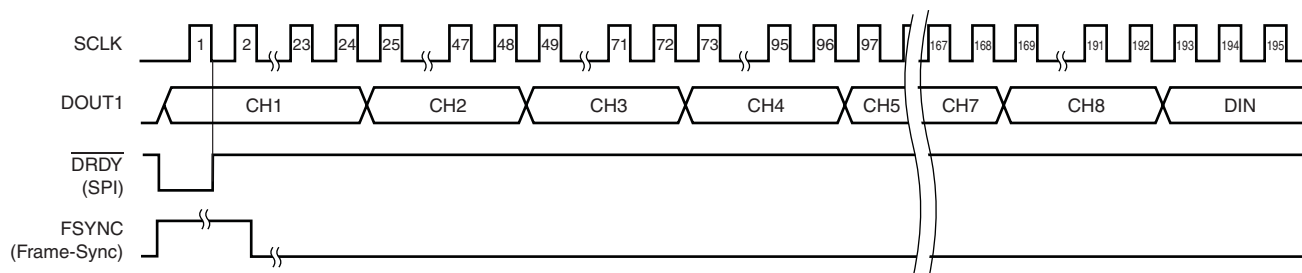 SCLK 1 2 23 24 25 47 48 49 71 72 73 95 96 97 167 168 169 191 192 193 194 195
DOUT1 CH1 CH2 CH3 CH4 CH5 CH7 CH8 DIN
DRDY
(SPI)
FSYNC
(Frame-Sync)